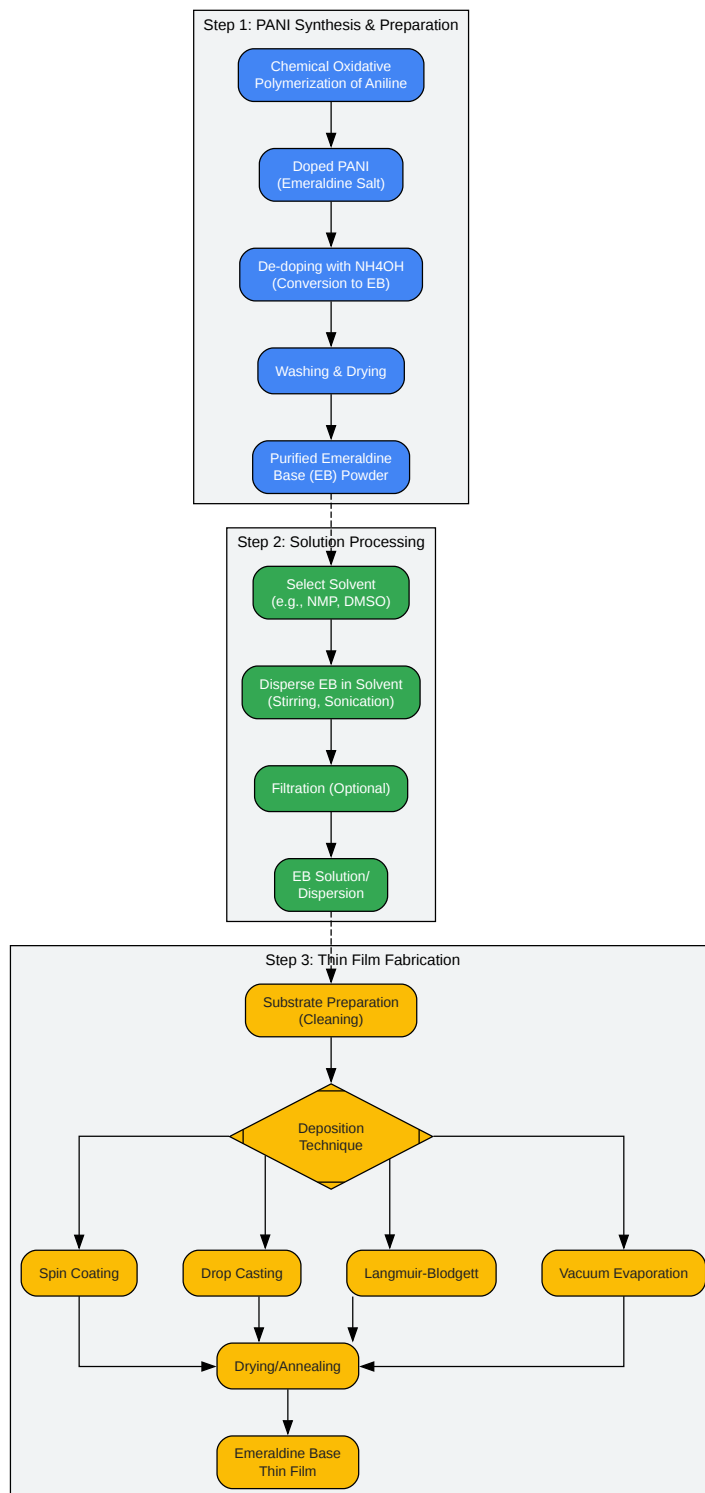 Step 1: PANI Synthesis & Preparation
Chemical Oxidative
Polymerization of Aniline
Doped PANI
(Emeraldine Salt)
De-doping with NH4OH
(Conversion to EB)
Washing & Drying
Purified Emeraldine
Base (EB) Powder
Step 2: Solution Processing
Select Solvent
(e.g., NMP, DMSO)
Disperse EB in Solvent
(Stirring, Sonication)
Filtration (Optional)
EB Solution/
Dispersion
Step 3: Thin Film Fabrication
Substrate Preparation
(Cleaning)
Deposition
Technique
Spin Coating
Drop Casting
Langmuir-Blodgett
Vacuum Evaporation
Drying/Annealing
Emeraldine Base
Thin Film